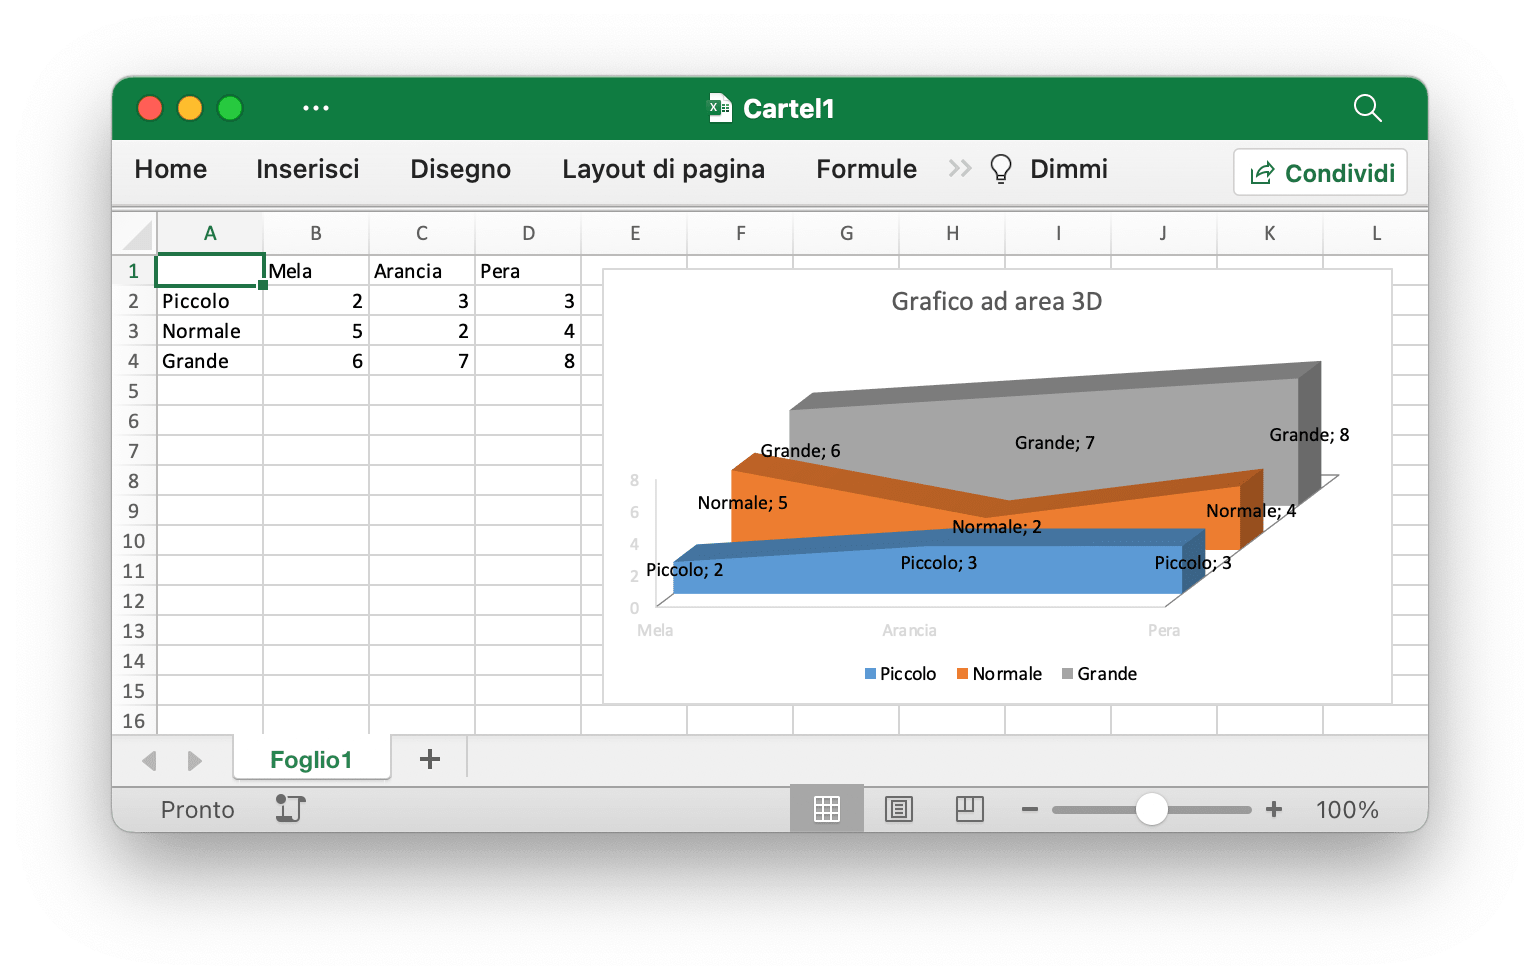 ... Cartel1
Home Inserisci Disegno Layout di pagina Formule >> Dimmi Condividi
A B C D E F G H I J K L
1 Mela Arancia Pera
2 Piccolo 2 3 3
3 Normale 5 2 4
4 Grande 6 7 8
5
6
7
8
9
10
11
12
13
14
15
16
Grafico ad area 3D
Grande; 6 Grande; 7 Grande; 8
Normale; 5 Normale; 2 Normale; 4
Piccolo; 2 Piccolo; 3 Piccolo; 3
8
6
4
2
0
Mela Arancia Pera
Piccolo Normale Grande
Foglio1 +
Pronto 100%